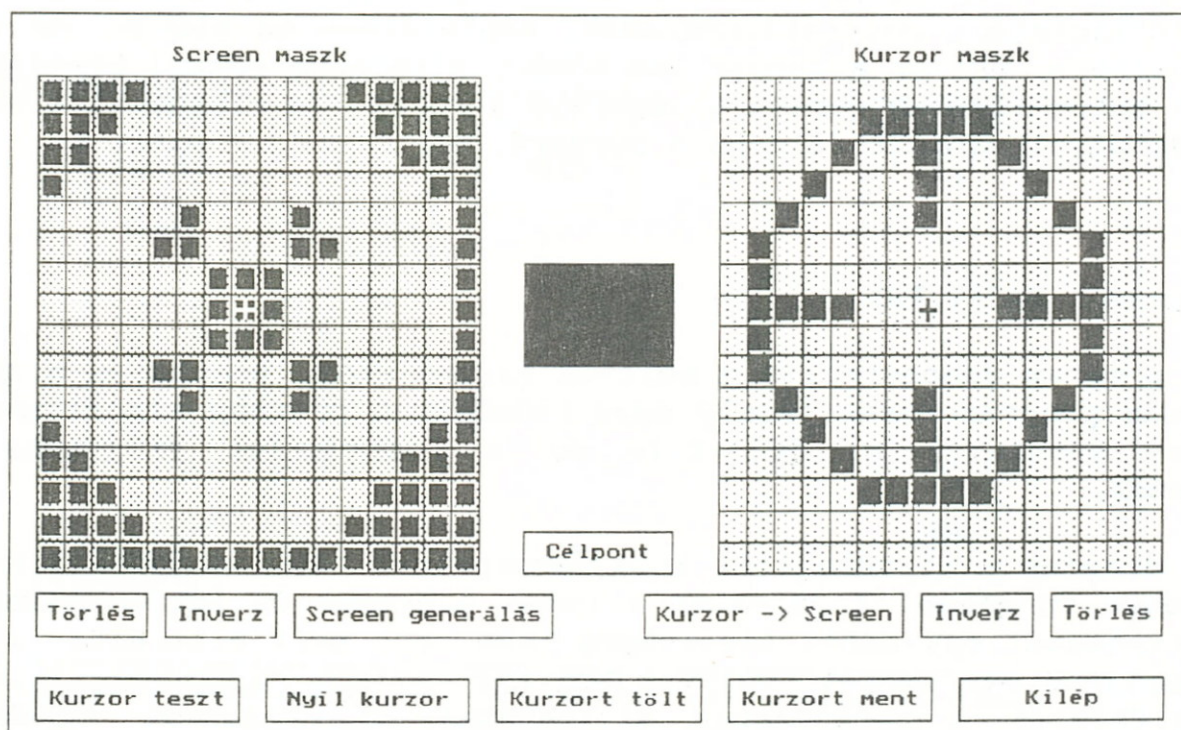 Screen maszk
Kurzor maszk
Célpont
Törlés
Inverz
Screen generálás
Kurzor -> Screen
Inverz
Törlés
Kurzor teszt
Nyíl kurzor
Kurzort tölt
Kurzort ment
Kilép